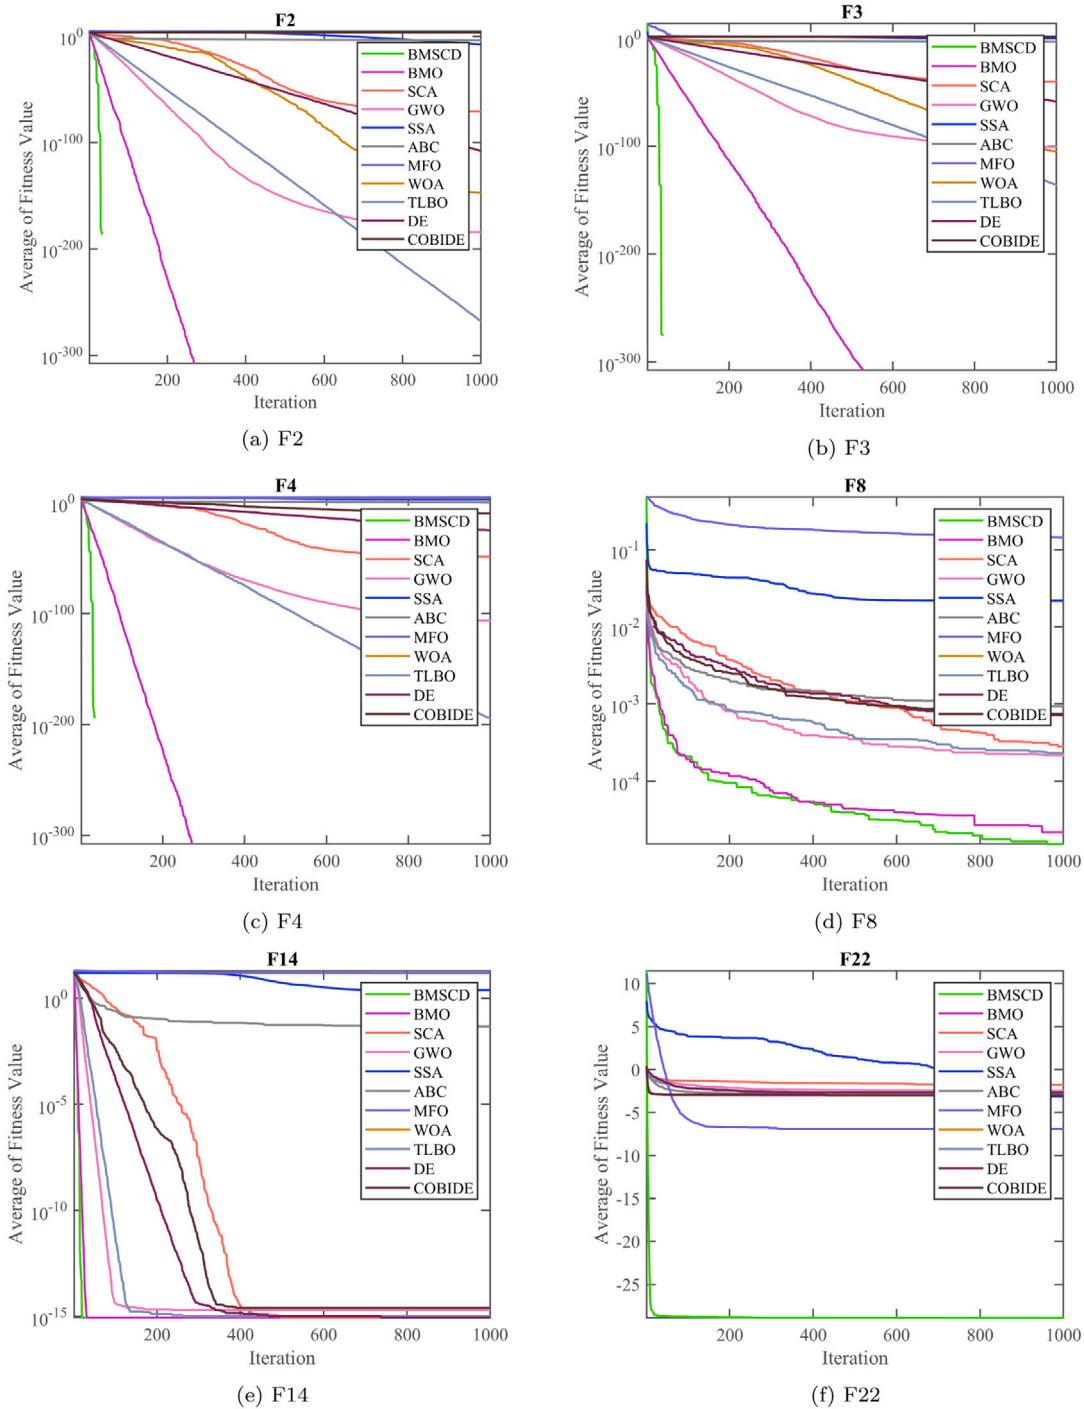 F2
Average of Fitness Value
10^0
10^-100
10^-200
10^-300
200 400 600 800 1000
Iteration
BMSCD
BMO
SCA
GWO
SSA
ABC
MFO
WOA
TLBO
DE
COBIDE
(a) F2
F3
Average of Fitness Value
10^0
10^-100
10^-200
10^-300
200 400 600 800 1000
Iteration
BMSCD
BMO
SCA
GWO
SSA
ABC
MFO
WOA
TLBO
DE
COBIDE
(b) F3
F4
Average of Fitness Value
10^0
10^-100
10^-200
10^-300
200 400 600 800 1000
Iteration
BMSCD
BMO
SCA
GWO
SSA
ABC
MFO
WOA
TLBO
DE
COBIDE
(c) F4
F8
Average of Fitness Value
10^-1
10^-2
10^-3
10^-4
200 400 600 800 1000
Iteration
BMSCD
BMO
SCA
GWO
SSA
ABC
MFO
WOA
TLBO
DE
COBIDE
(d) F8
F14
Average of Fitness Value
10^0
10^-5
10^-10
10^-15
200 400 600 800 1000
Iteration
BMSCD
BMO
SCA
GWO
SSA
ABC
MFO
WOA
TLBO
DE
COBIDE
(e) F14
F22
Average of Fitness Value
10
5
0
-5
-10
-15
-20
-25
200 400 600 800 1000
Iteration
BMSCD
BMO
SCA
GWO
SSA
ABC
MFO
WOA
TLBO
DE
COBIDE
(f) F22